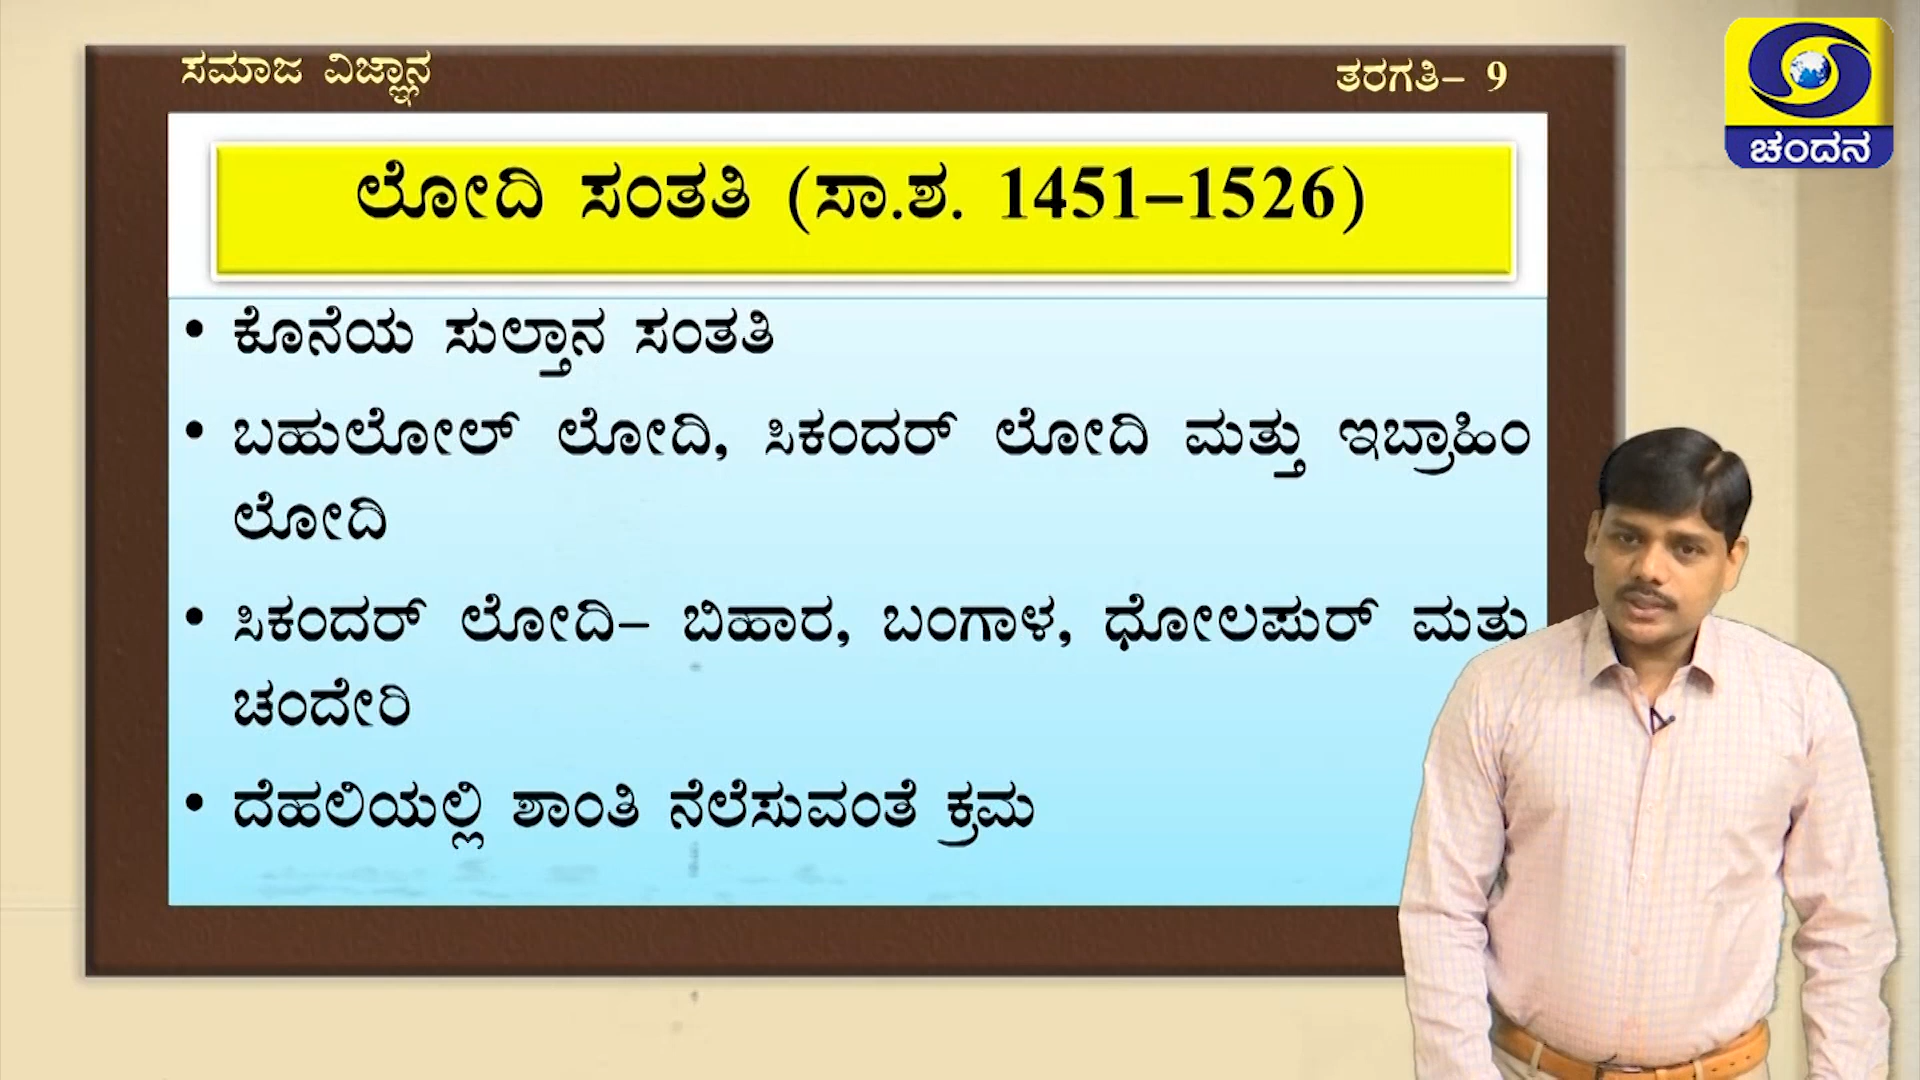 ಸಮಾಜ ವಿಜ್ಞಾನ
ತರಗತಿ– 9
ಚಂದನ
ಲೋದಿ ಸಂತತಿ (ಸಾ.ಶ. 1451–1526)
• ಕೊನೆಯ ಸುಲ್ತಾನ ಸಂತತಿ
• ಬಹುಲೋಲ್ ಲೋದಿ, ಸಿಕಂದರ್ ಲೋದಿ ಮತ್ತು ಇಬ್ರಾಹಿಂ
ಲೋದಿ
• ಸಿಕಂದರ್ ಲೋದಿ– ಬಿಹಾರ, ಬಂಗಾಳ, ಧೋಲಪುರ್ ಮತ್ತು
ಚಂದೇರಿ
• ದೆಹಲಿಯಲ್ಲಿ ಶಾಂತಿ ನೆಲೆಸುವಂತೆ ಕ್ರಮ